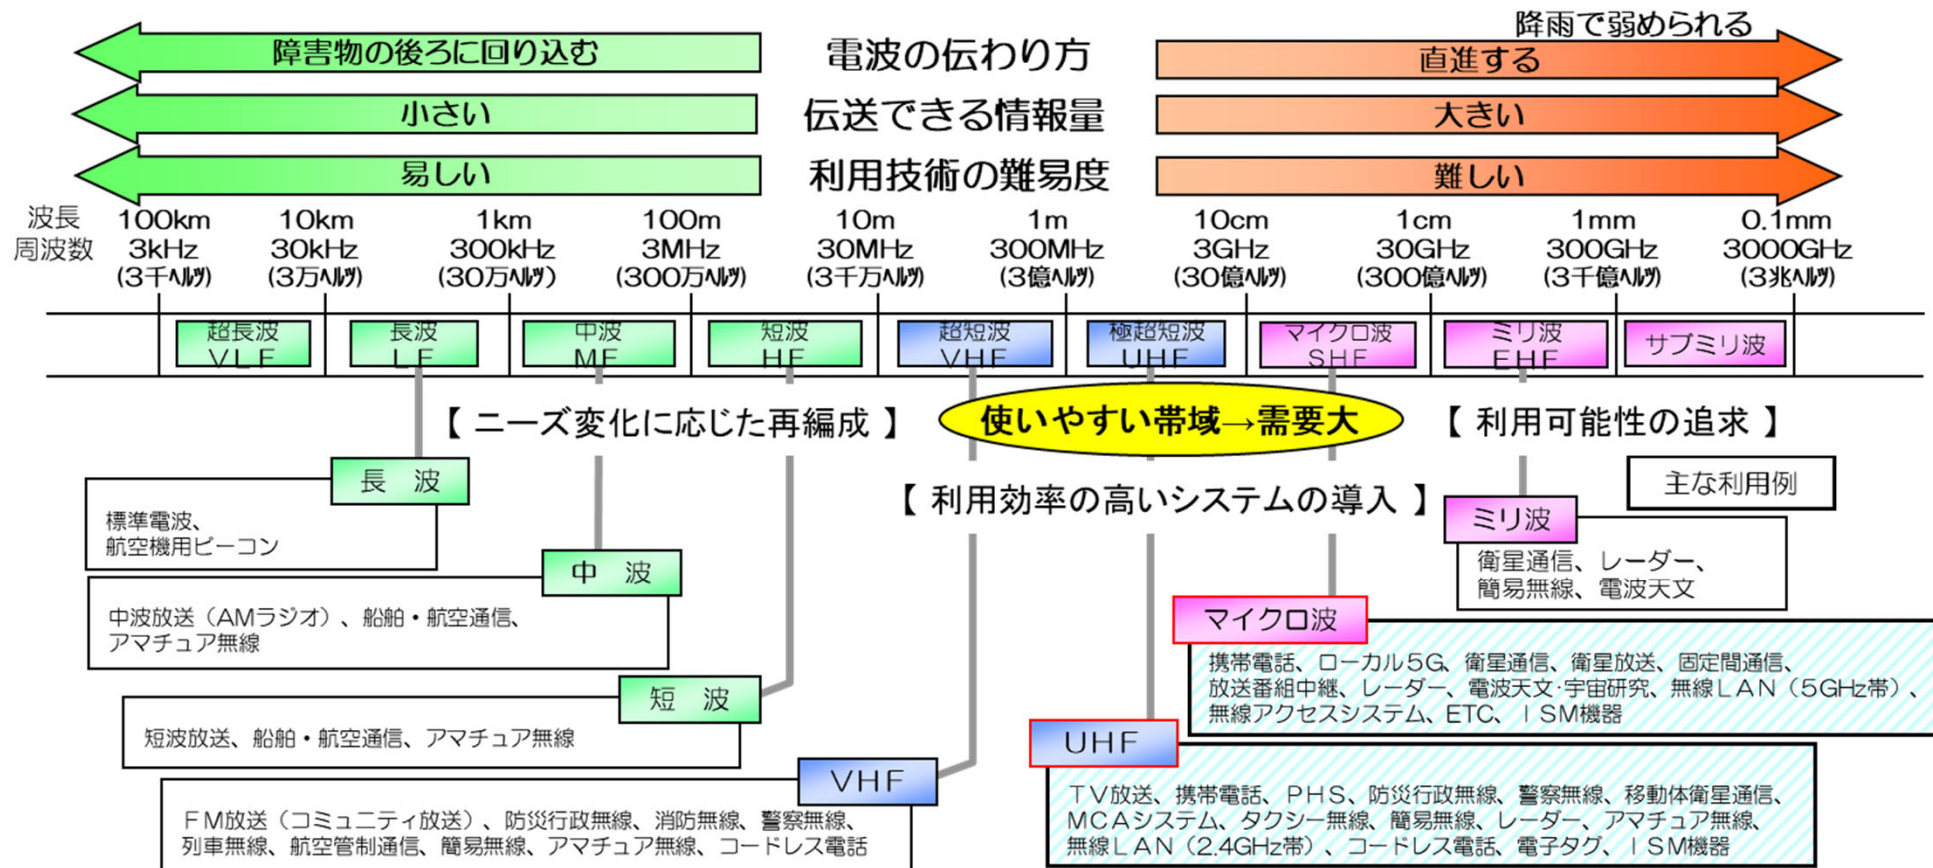 降雨で弱められる
障害物の後ろに回り込む 電波の伝わり方 直進する
小さい 伝送できる情報量 大きい
易しい 利用技術の難易度 難しい
波長 100km 10km 1km 100m 10m 1m 10cm 1cm 1mm 0.1mm
周波数 3kHz 30kHz 300kHz 3MHz 30MHz 300MHz 3GHz 30GHz 300GHz 3000GHz
(3千ヘルツ) (3万ヘルツ) (30万ヘルツ) (300万ヘルツ) (3千万ヘルツ) (3億ヘルツ) (30億ヘルツ) (300億ヘルツ) (3千億ヘルツ) (3兆ヘルツ)
超長波 長波 中波 短波 超短波 極超短波 マイクロ波 ミリ波 サブミリ波
VLF LF MF HF VHF UHF SHF EHF
【 ニーズ変化に応じた再編成 】 使いやすい帯域→需要大 【 利用可能性の追求 】
【 利用効率の高いシステムの導入 】
主な利用例
長 波
標準電波、
航空機用ビーコン
中 波
中波放送（AMラジオ）、船舶・航空通信、
アマチュア無線
短 波
短波放送、船舶・航空通信、アマチュア無線
VHF
FM放送（コミュニティ放送）、防災行政無線、消防無線、警察無線、
列車無線、航空管制通信、簡易無線、アマチュア無線、コードレス電話
ミリ波
衛星通信、レーダー、
簡易無線、電波天文
マイクロ波
携帯電話、ローカル5G、衛星通信、衛星放送、固定間通信、
放送番組中継、レーダー、電波天文･宇宙研究、無線LAN（5GHz帯）、
無線アクセスシステム、ETC、ISM機器
UHF
TV放送、携帯電話、PHS、防災行政無線、警察無線、移動体衛星通信、
MCAシステム、タクシー無線、簡易無線、レーダー、アマチュア無線、
無線LAN（2.4GHz帯）、コードレス電話、電子タグ、ISM機器